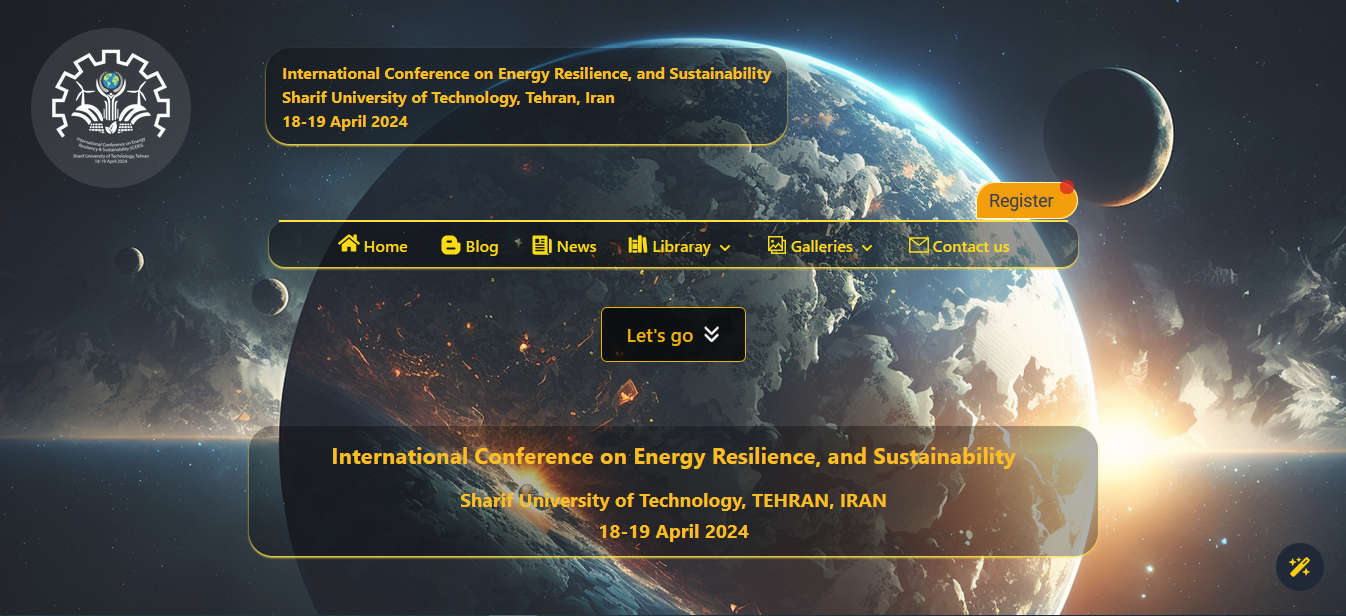 International Conference on Energy
Resiliency & Sustainability (ICERS)
Sharif University of Technology, Tehran
18-19 April 2024
International Conference on Energy Resilience, and Sustainability
Sharif University of Technology, Tehran, Iran
18-19 April 2024
Register
Home Blog News Libraray Galleries Contact us
Let's go
International Conference on Energy Resilience, and Sustainability
Sharif University of Technology, TEHRAN, IRAN
18-19 April 2024